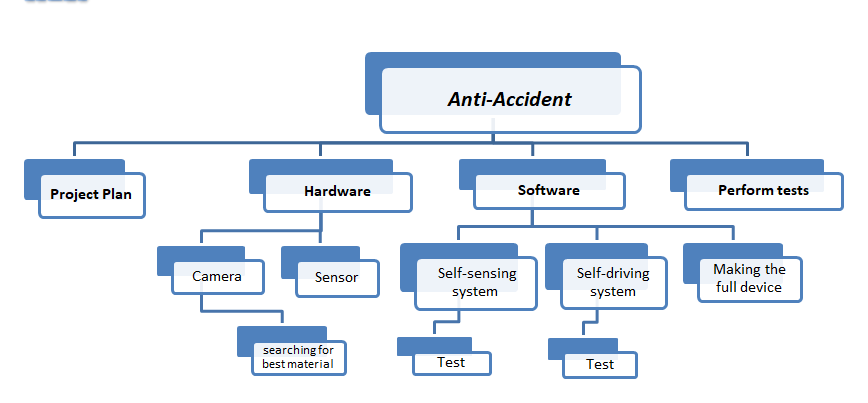 Anti-Accident
Project Plan
Hardware
Software
Perform tests
Camera
Sensor
Self-sensing
system
Self-driving
system
Making the
full device
searching for
best material
Test
Test